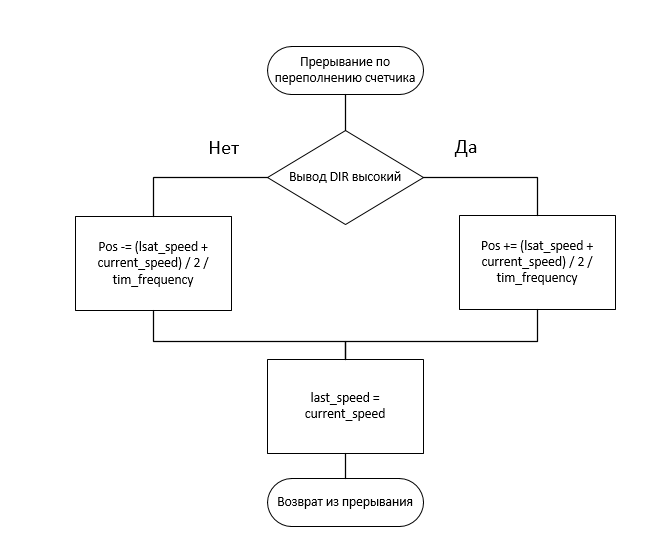 Прерывание по
переполнению счетчика
Нет
Да
Вывод DIR высокий
Pos -= (lsat_speed +
current_speed) / 2 /
tim_frequency
Pos += (lsat_speed +
current_speed) / 2 /
tim_frequency
last_speed =
current_speed
Возврат из прерывания